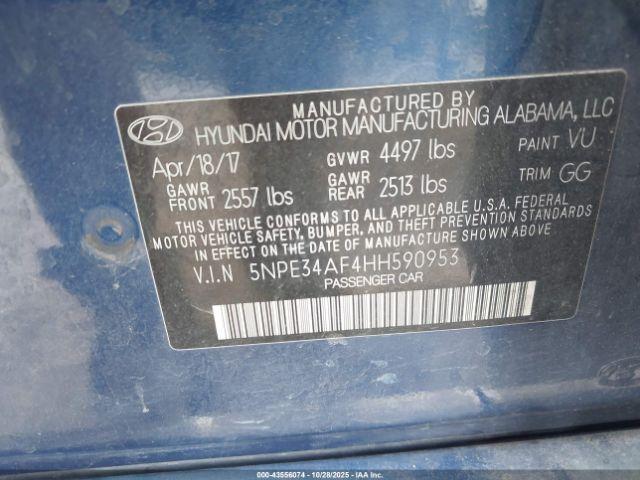 MANUFACTURED BY
HYUNDAI MOTOR MANUFACTURING ALABAMA, LLC
Apr/18/17 GVWR 4497 lbs PAINT VU
GAWR FRONT 2557 lbs GAWR REAR 2513 lbs TRIM GG
THIS VEHICLE CONFORMS TO ALL APPLICABLE U.S.A. FEDERAL
MOTOR VEHICLE SAFETY, BUMPER, AND THEFT PREVENTION STANDARDS
IN EFFECT ON THE DATE OF MANUFACTURE SHOWN ABOVE.
V.I.N 5NPE34AF4HH590953
PASSENGER CAR
© 43556074 | 10/28/2025 | IAA, Inc.